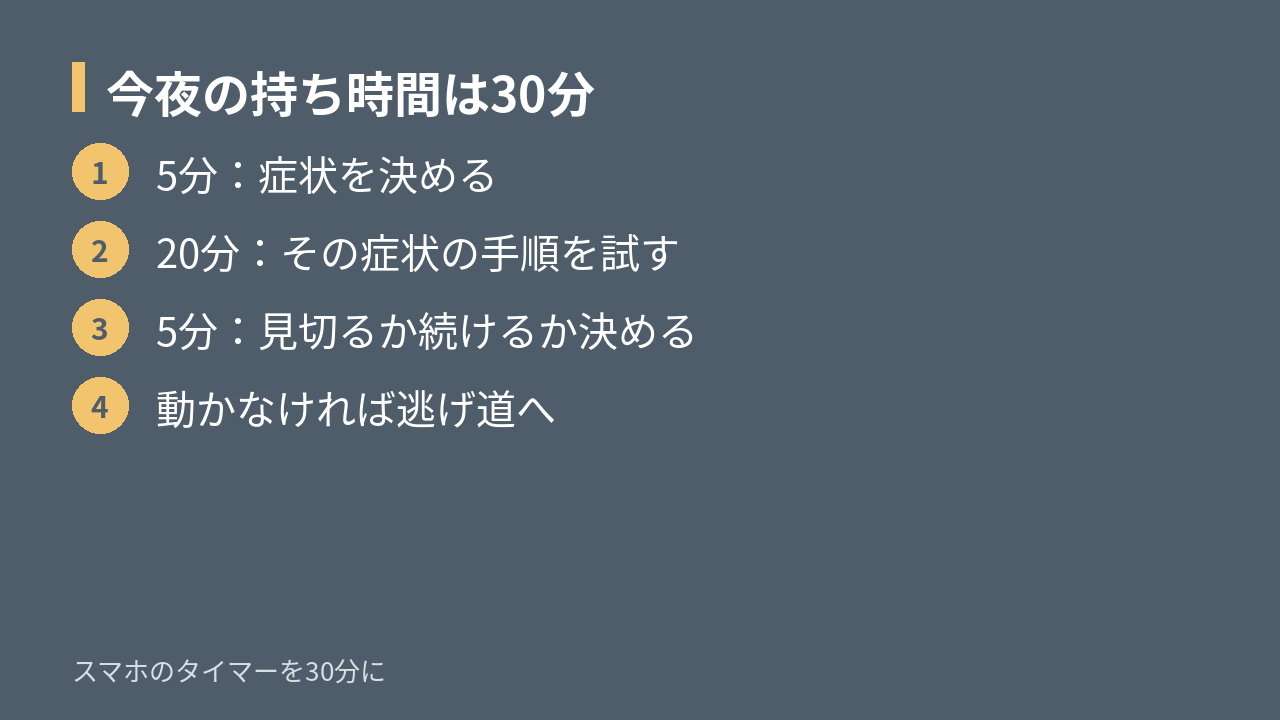 今夜の持ち時間は30分
1 5分：症状を決める
2 20分：その症状の手順を試す
3 5分：見切るか続けるか決める
4 動かなければ逃げ道へ
スマホのタイマーを30分に